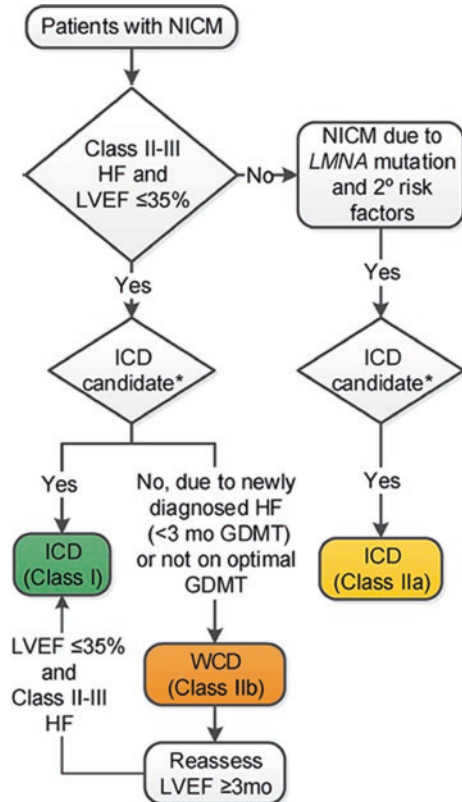 Patients with NICM
Class II-III
HF and
LVEF ≤35%
No
NICM due to
LMNA mutation
and 2º risk
factors
Yes
Yes
ICD
candidate*
ICD
candidate*
Yes
No, due to newly
diagnosed HF
(<3 mo GDMT)
or not on optimal
GDMT
Yes
ICD
(Class I)
ICD
(Class IIa)
LVEF ≤35%
and
Class II-III
HF
WCD
(Class IIb)
Reassess
LVEF ≥3mo